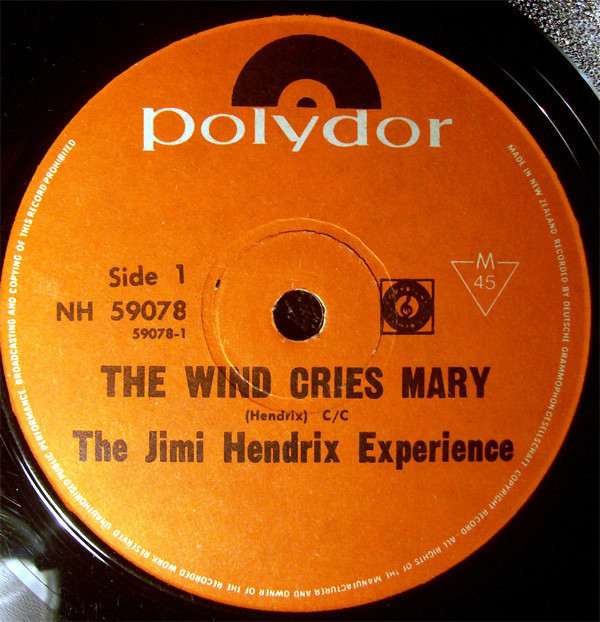 polydor
Side 1
NH 59078
59078-1
M
45
THE WIND CRIES MARY
(Hendrix) C/C
The Jimi Hendrix Experience
MADE IN NEW ZEALAND RECORDED BY DEUTSCHE GRAMMOPHON GESELLSCHAFT COPYRIGHT RECORD - ALL RIGHTS OF THE MANUFACTURER AND OWNER OF THE RECORDED WORK RESERVED UNAUTHORISED PUBLIC PERFORMANCE BROADCASTING AND COPYING OF THIS RECORD PROHIBITED